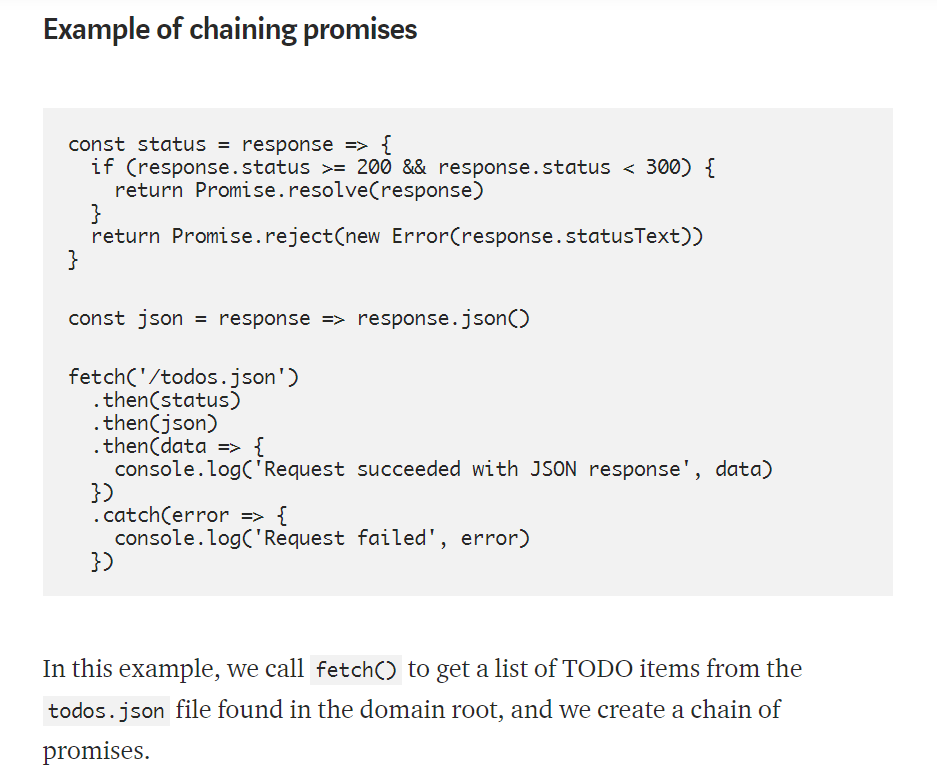 Example of chaining promises
const status = response => {
  if (response.status >= 200 && response.status < 300) {
    return Promise.resolve(response)
  }
  return Promise.reject(new Error(response.statusText))
}
const json = response => response.json()
fetch('/todos.json')
  .then(status)
  .then(json)
  .then(data => {
    console.log('Request succeeded with JSON response', data)
  })
  .catch(error => {
    console.log('Request failed', error)
  })
In this example, we call fetch() to get a list of TODO items from the
todos.json file found in the domain root, and we create a chain of
promises.